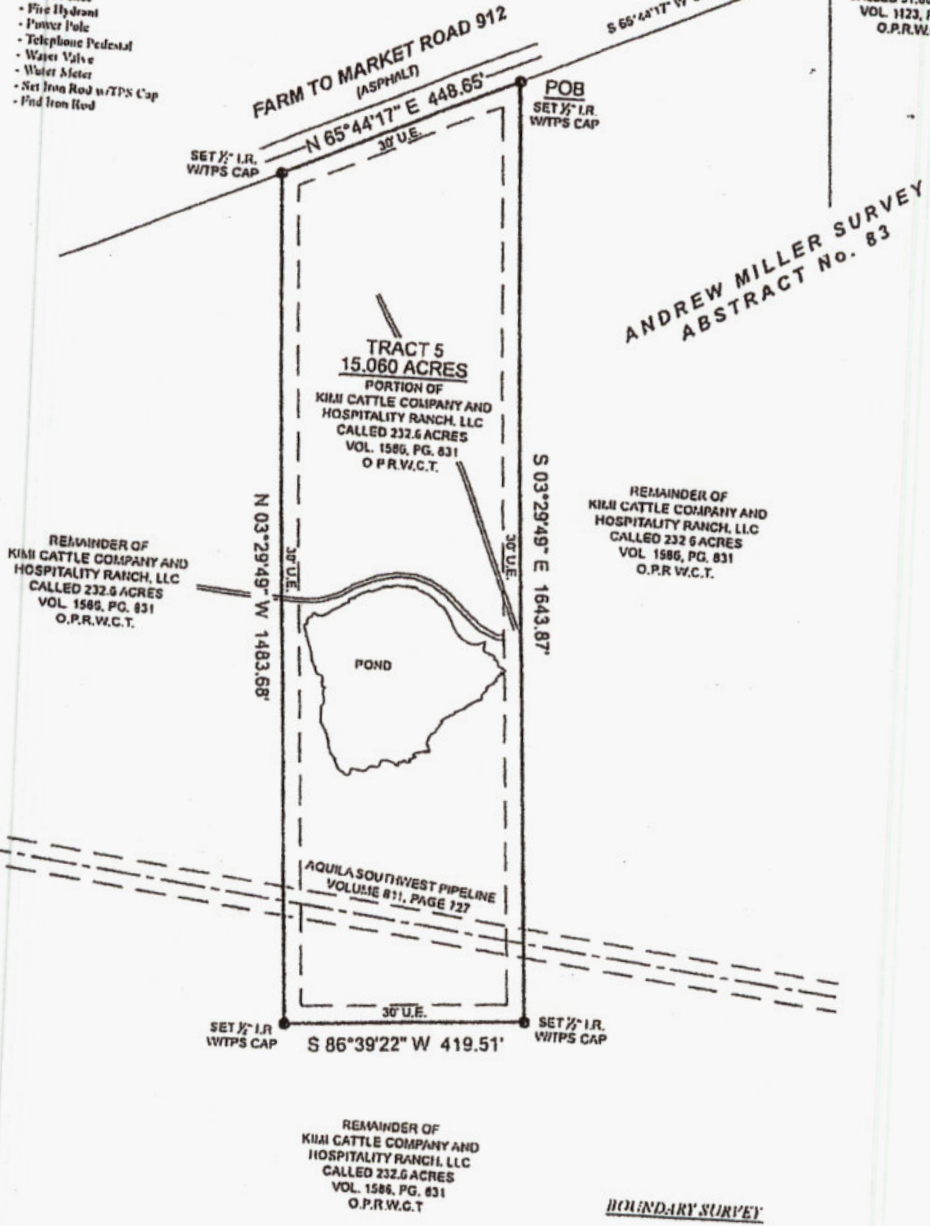 - Fire Hydrant
- Power Pole
- Telephone Pedestal
- Water Valve
- Water Meter
- Set Iron Rod w/TPS Cap
- Fnd Iron Rod
S 65°44'17" W
VOL. 1123,
O.P.R.W.
FARM TO MARKET ROAD 912
(ASPHALT)
N 65°44'17" E 448.65'
30' U.E.
POB
SET ½" I.R.
W/TPS CAP
SET ½" I.R.
W/TPS CAP
ANDREW MILLER SURVEY
ABSTRACT No. 83
TRACT 5
15.060 ACRES
PORTION OF
KIMI CATTLE COMPANY AND
HOSPITALITY RANCH, LLC
CALLED 232.6 ACRES
VOL. 1586, PG. 831
O P R.W.C.T.
N 03°29'49" W 1483.68'
30' U.E.
S 03°29'49" E 1643.87'
30' U.E.
REMAINDER OF
KIMI CATTLE COMPANY AND
HOSPITALITY RANCH, LLC
CALLED 232.6 ACRES
VOL. 1586, PG. 831
O.P.R.W.C.T.
REMAINDER OF
KIMI CATTLE COMPANY AND
HOSPITALITY RANCH, LLC
CALLED 232 6 ACRES
VOL 1586, PG. 831
O.P.R W.C.T.
POND
AQUILA SOUTHWEST PIPELINE
VOLUME 811, PAGE 727
30' U.E.
SET ½" I.R
W/TPS CAP
S 86°39'22" W 419.51'
SET ½" I.R.
W/TPS CAP
REMAINDER OF
KIMI CATTLE COMPANY AND
HOSPITALITY RANCH, LLC
CALLED 232.6 ACRES
VOL. 1586, PG. 831
O.P.R.W.C.T
BOUNDARY SURVEY